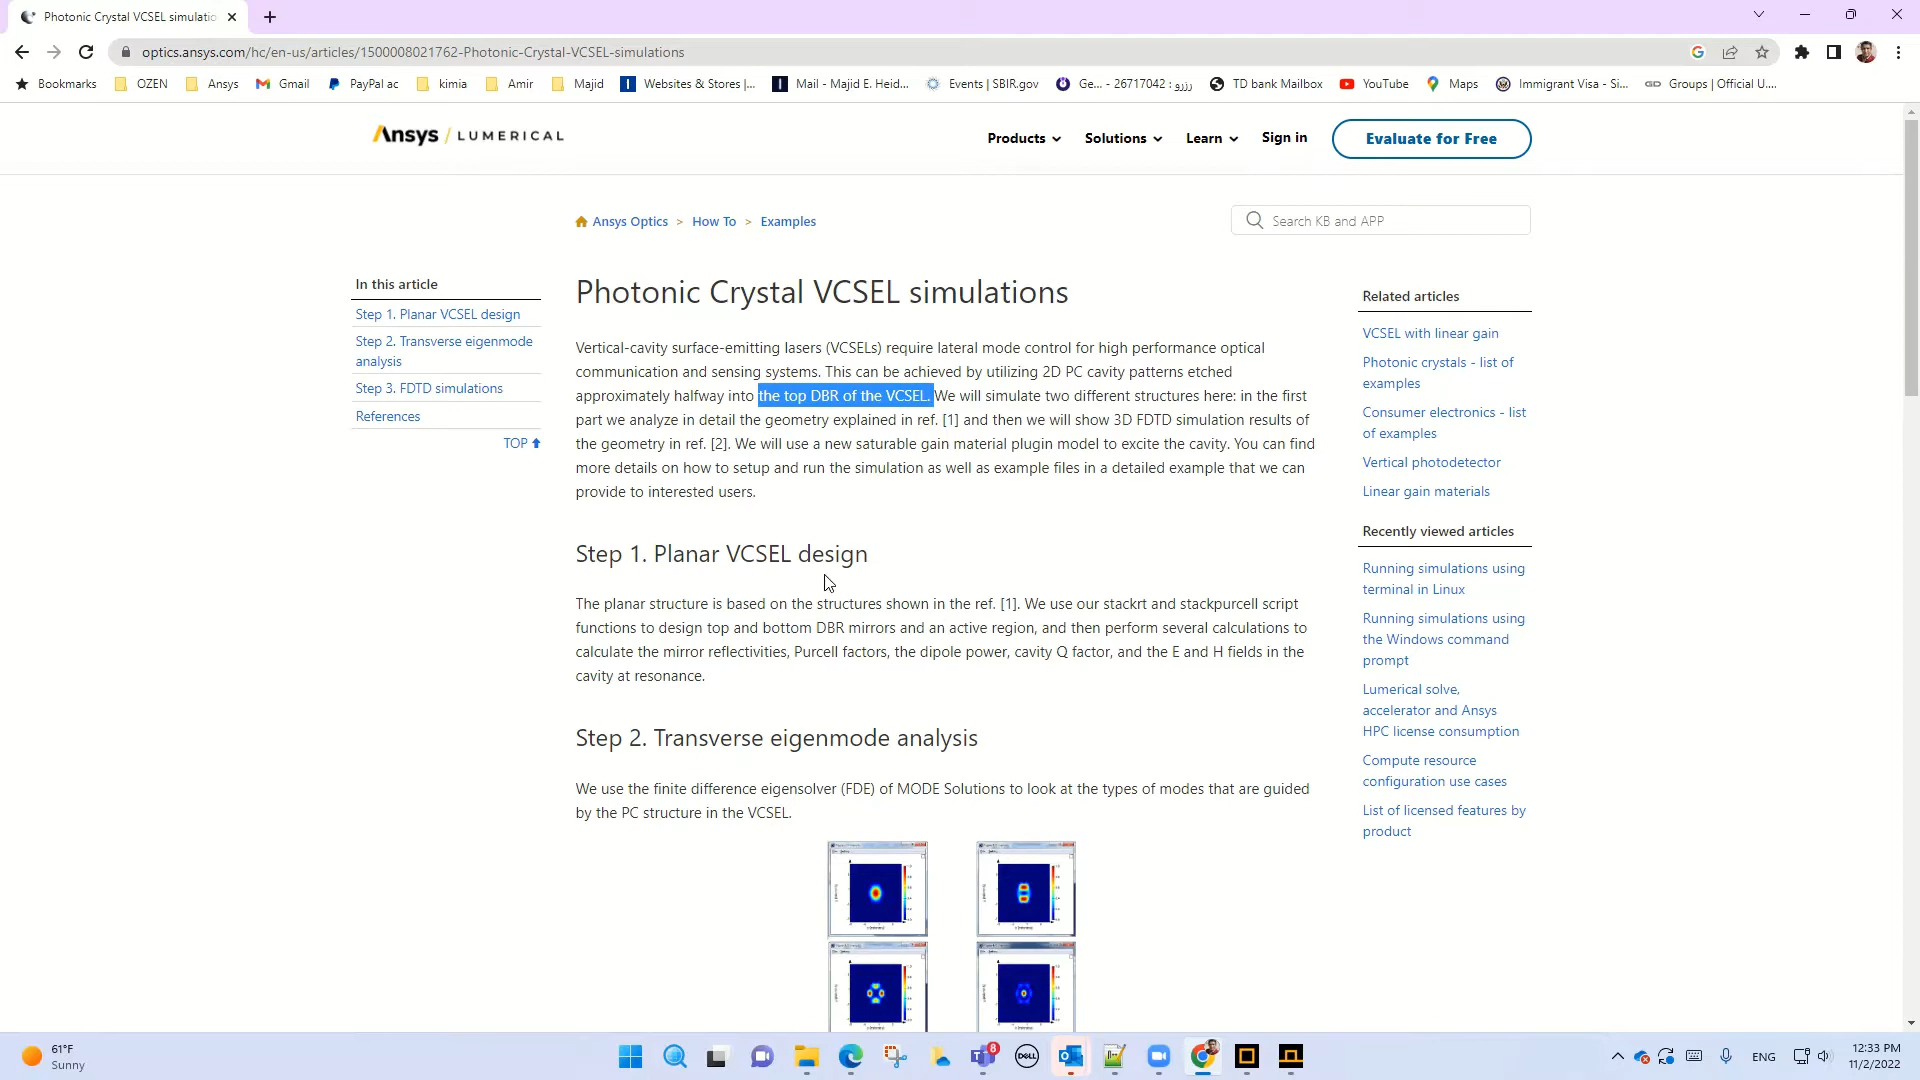 Photonic Crystal VCSEL simulatio
optics.ansys.com/hc/en-us/articles/1500008021762-Photonic-Crystal-VCSEL-simulations
Bookmarks OZEN Ansys Gmail PayPal ac kimia Amir Majid Websites & Stores |... Mail - Majid E. Heid... Events | SBIR.gov Ge... - 26717042 : رزرو TD bank Mailbox YouTube Maps Immigrant Visa - Si... Groups | Official U....
Ansys / LUMERICAL
Products Solutions Learn Sign in Evaluate for Free
Ansys Optics > How To > Examples
Search KB and APP
In this article
Step 1. Planar VCSEL design
Step 2. Transverse eigenmode
analysis
Step 3. FDTD simulations
References
TOP
Photonic Crystal VCSEL simulations
Vertical-cavity surface-emitting lasers (VCSELs) require lateral mode control for high performance optical
communication and sensing systems. This can be achieved by utilizing 2D PC cavity patterns etched
approximately halfway into the top DBR of the VCSEL. We will simulate two different structures here: in the first
part we analyze in detail the geometry explained in ref. [1] and then we will show 3D FDTD simulation results of
the geometry in ref. [2]. We will use a new saturable gain material plugin model to excite the cavity. You can find
more details on how to setup and run the simulation as well as example files in a detailed example that we can
provide to interested users.
Step 1. Planar VCSEL design
The planar structure is based on the structures shown in the ref. [1]. We use our stackrt and stackpurcell script
functions to design top and bottom DBR mirrors and an active region, and then perform several calculations to
calculate the mirror reflectivities, Purcell factors, the dipole power, cavity Q factor, and the E and H fields in the
cavity at resonance.
Step 2. Transverse eigenmode analysis
We use the finite difference eigensolver (FDE) of MODE Solutions to look at the types of modes that are guided
by the PC structure in the VCSEL.
Related articles
VCSEL with linear gain
Photonic crystals - list of
examples
Consumer electronics - list
of examples
Vertical photodetector
Linear gain materials
Recently viewed articles
Running simulations using
terminal in Linux
Running simulations using
the Windows command
prompt
Lumerical solve,
accelerator and Ansys
HPC license consumption
Compute resource
configuration use cases
List of licensed features by
product
61°F
Sunny
8
DELL
ENG
12:33 PM
11/2/2022